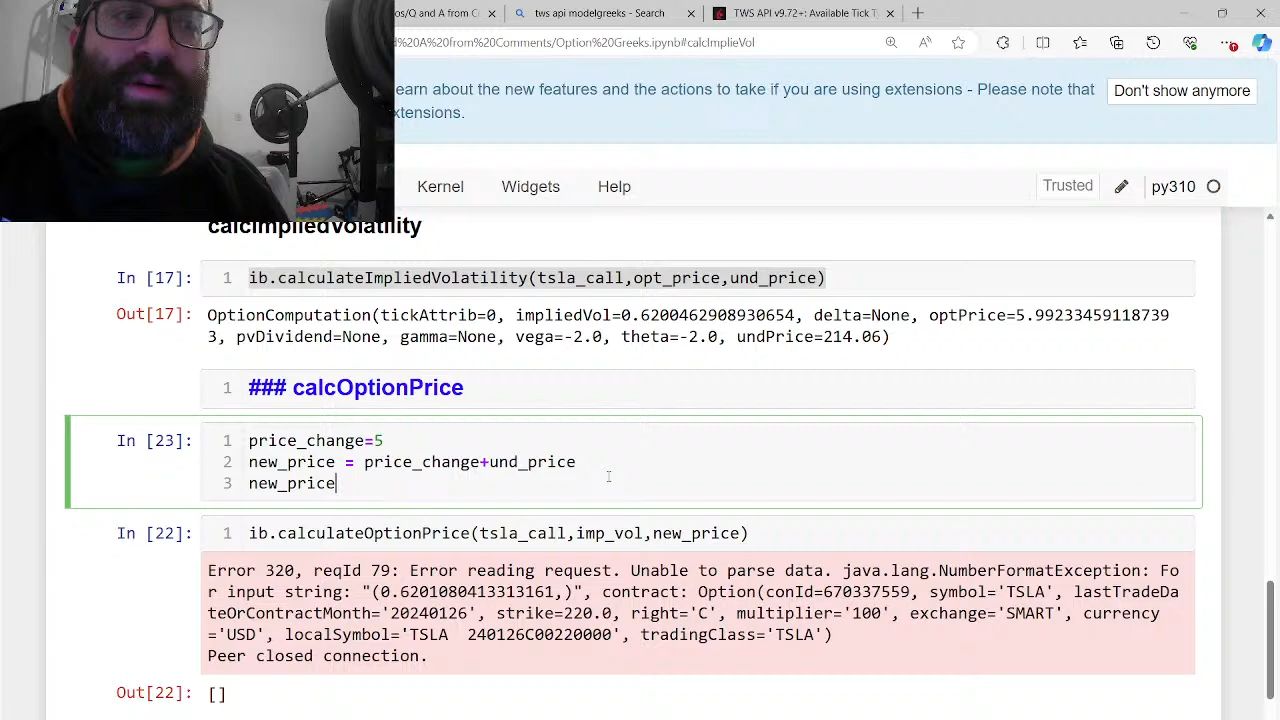 os/Q and A from C
tws api modelgreeks - Search
TWS API v9.72+: Available Tick T
d%20A%20from%20Comments/Option%20Greeks.ipynb#calcImplieVol
earn about the new features and the actions to take if you are using extensions - Please note that
xtensions.
Don't show anymore
Kernel
Widgets
Help
Trusted
py310
calcImpliedVolatility
In [17]:
1 ib.calculateImpliedVolatility(tsla_call,opt_price,und_price)
Out[17]:
OptionComputation(tickAttrib=0, impliedVol=0.6200462908930654, delta=None, optPrice=5.99233459118739
3, pvDividend=None, gamma=None, vega=-2.0, theta=-2.0, undPrice=214.06)
1 ### calcOptionPrice
In [23]:
1 price_change=5
2 new_price = price_change+und_price
3 new_price
In [22]:
1 ib.calculateOptionPrice(tsla_call,imp_vol,new_price)
Error 320, reqId 79: Error reading request. Unable to parse data. java.lang.NumberFormatException: Fo
r input string: "(0.6201080413313161,)", contract: Option(conId=670337559, symbol='TSLA', lastTradeDa
teOrContractMonth='20240126', strike=220.0, right='C', multiplier='100', exchange='SMART', currency
='USD', localSymbol='TSLA  240126C00220000', tradingClass='TSLA')
Peer closed connection.
Out[22]:
[]